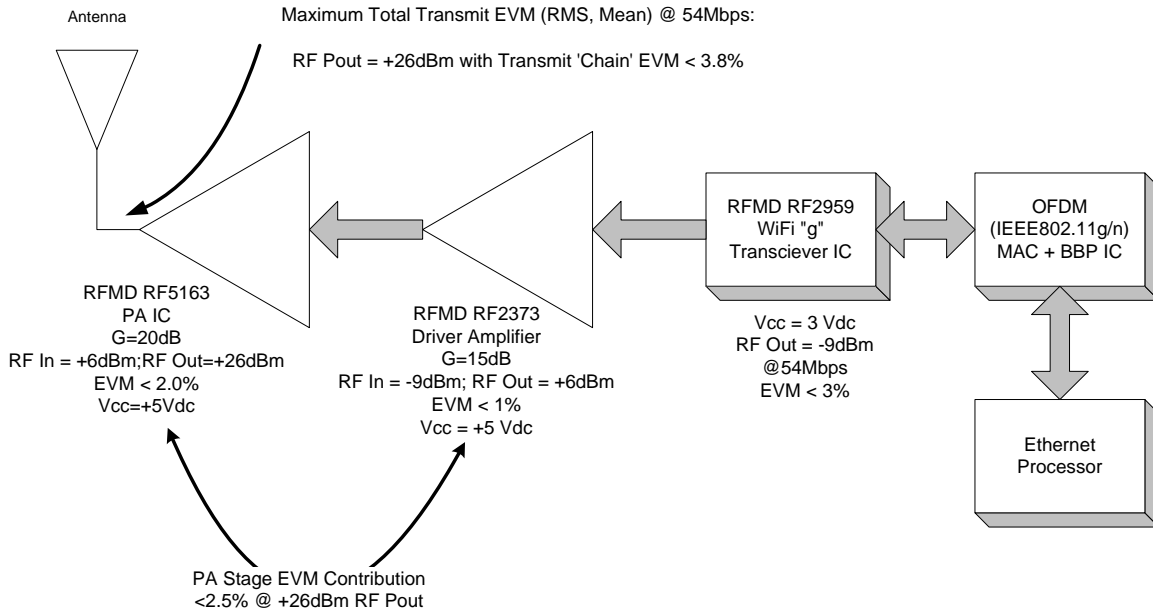 Antenna
Maximum Total Transmit EVM (RMS, Mean) @ 54Mbps:
RF Pout = +26dBm with Transmit 'Chain' EVM < 3.8%
RFMD RF5163
PA IC
G=20dB
RF In = +6dBm;RF Out=+26dBm
EVM < 2.0%
Vcc=+5Vdc
RFMD RF2373
Driver Amplifier
G=15dB
RF In = -9dBm; RF Out = +6dBm
EVM < 1%
Vcc = +5 Vdc
RFMD RF2959
WiFi "g"
Transciever IC
Vcc = 3 Vdc
RF Out = -9dBm
@54Mbps
EVM < 3%
OFDM
(IEEE802.11g/n)
MAC + BBP IC
Ethernet
Processor
PA Stage EVM Contribution
<2.5% @ +26dBm RF Pout